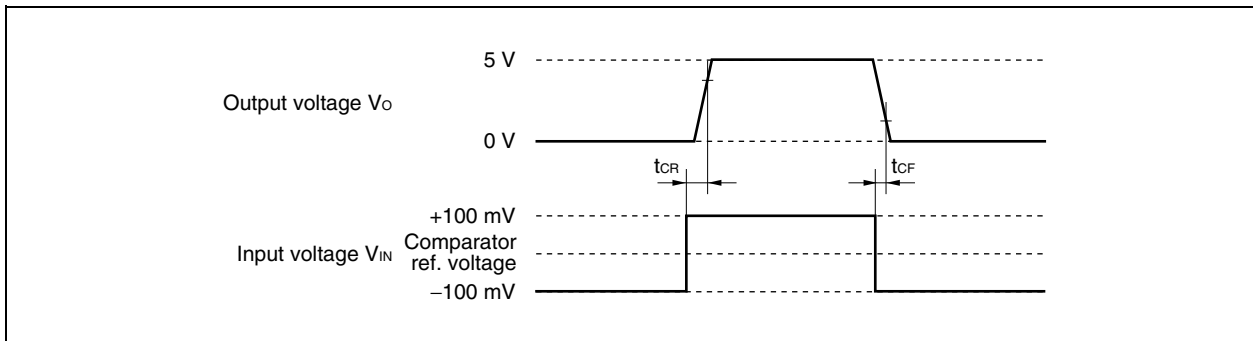 5 V
Output voltage VO
0 V
tCR
tCF
+100 mV
Input voltage VIN
Comparator
ref. voltage
−100 mV